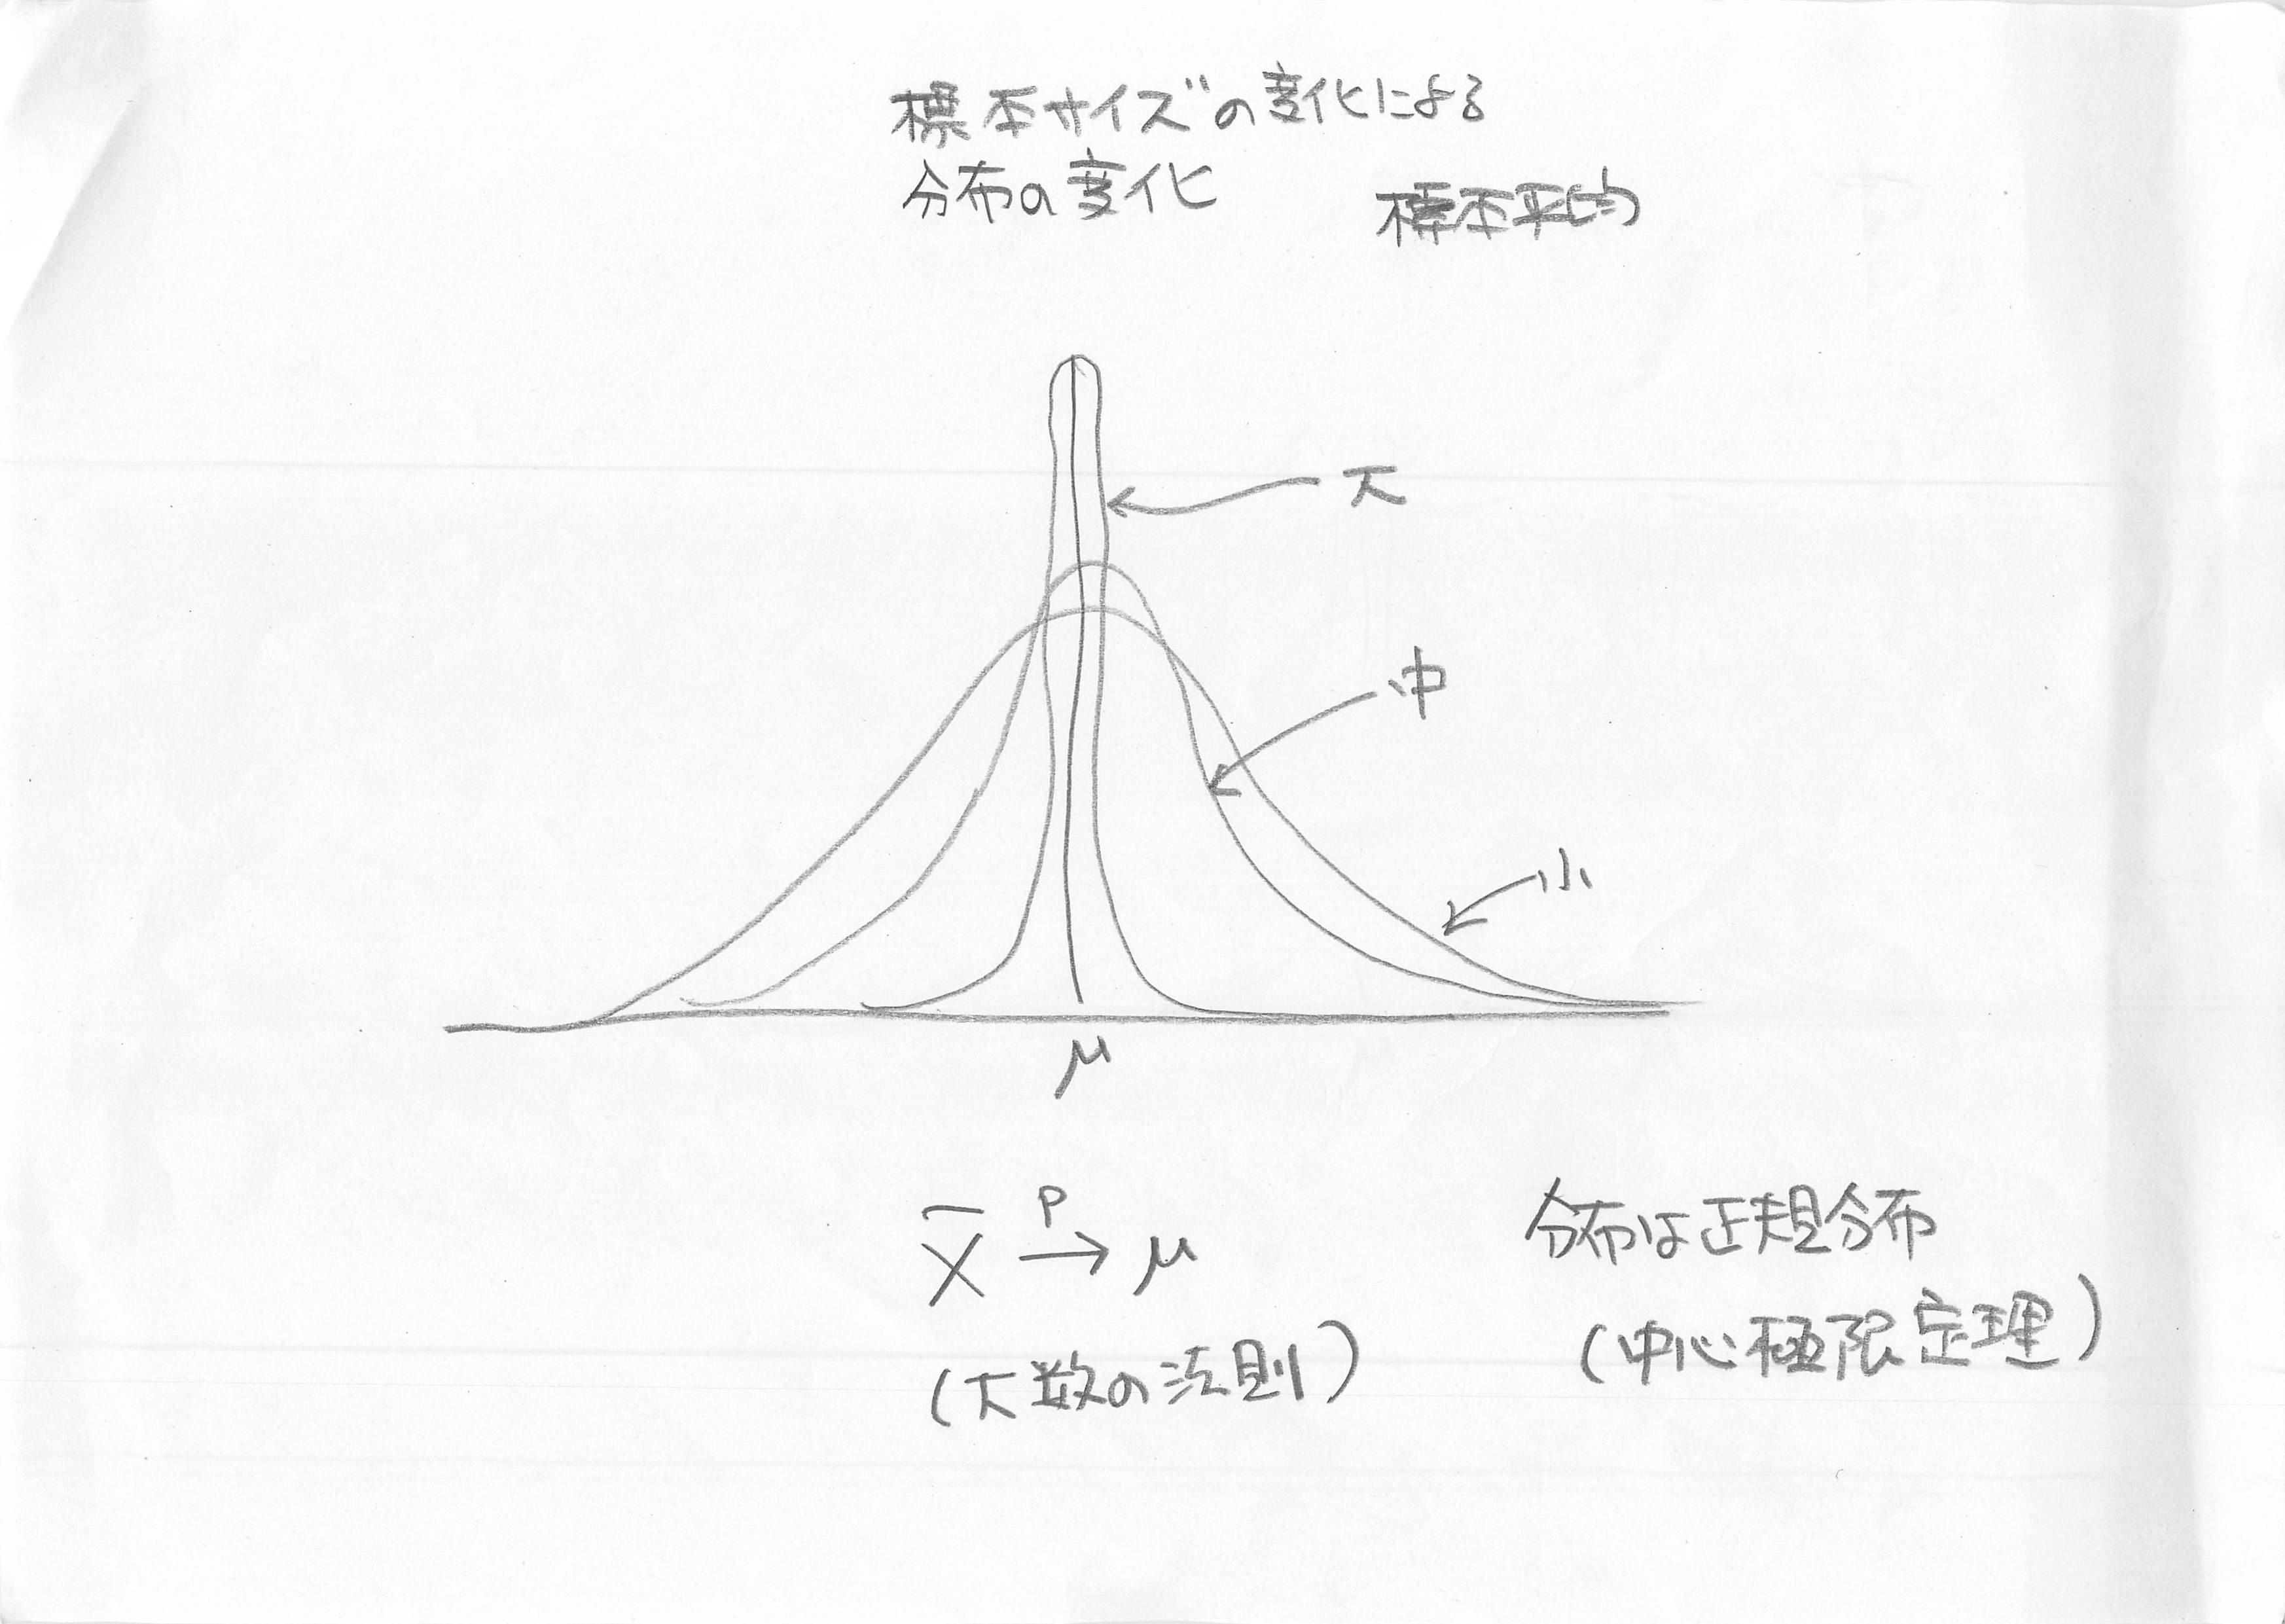 標本サイズの変化による
分布の変化
標本平均
大
中
小
μ
X̄ →ᴾ μ
(大数の法則)
分布は正規分布
(中心極限定理)